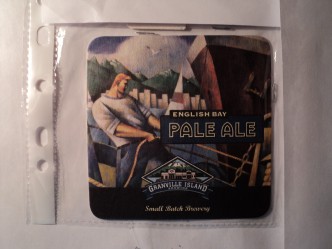 ENGLISH BAY
PALE ALE
GRANVILLE ISLAND
Small Batch Brewery